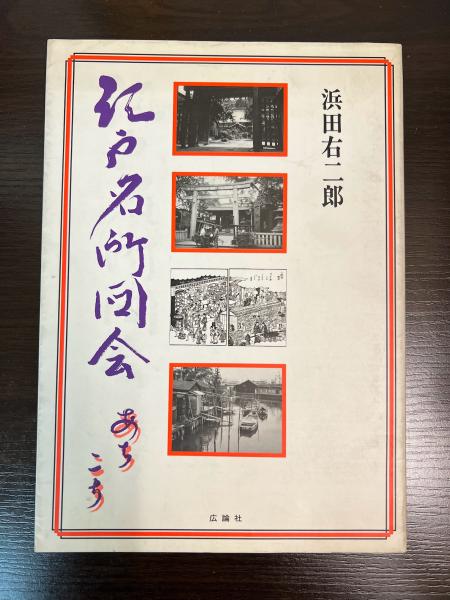 浜田右二郎
江戸名所図会
あち
こち
広論社